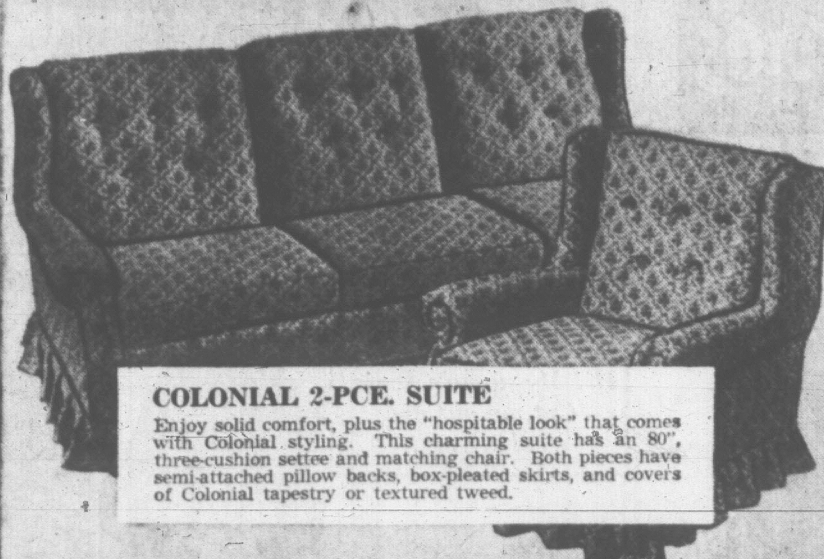 COLONIAL 2-PCE. SUITE
Enjoy solid comfort, plus the "hospitable look" that comes
with Colonial styling. This charming suite has an 80",
three-cushion settee and matching chair. Both pieces have
semi-attached pillow backs, box-pleated skirts, and covers
of Colonial tapestry or textured tweed.